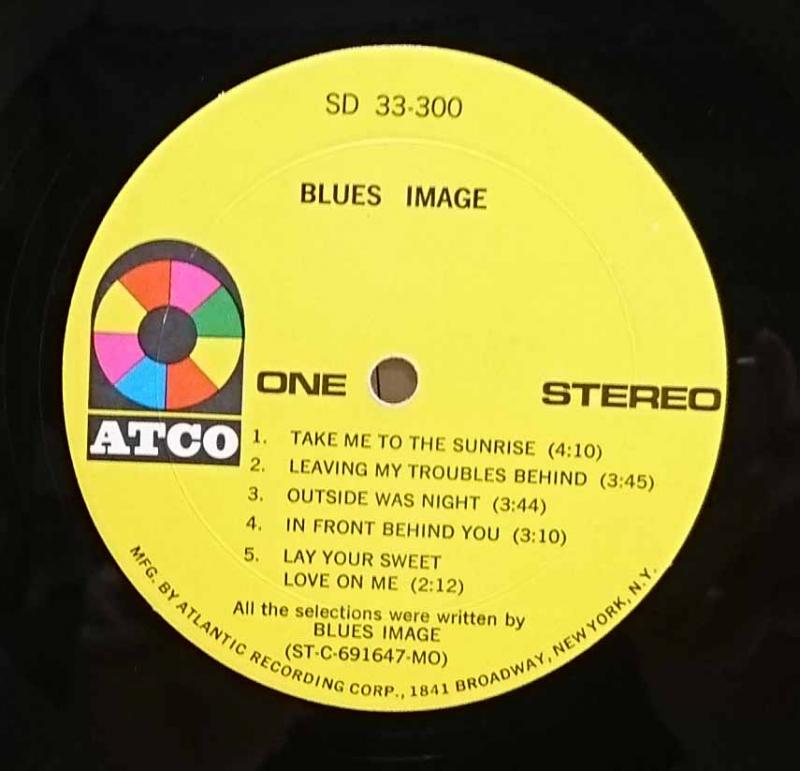 SD 33-300
BLUES IMAGE
ONE
STEREO
ATCO
1. TAKE ME TO THE SUNRISE (4:10)
2. LEAVING MY TROUBLES BEHIND (3:45)
3. OUTSIDE WAS NIGHT (3:44)
4. IN FRONT BEHIND YOU (3:10)
5. LAY YOUR SWEET
LOVE ON ME (2:12)
All the selections were written by
BLUES IMAGE
(ST-C-691647-MO)
MFG. BY ATLANTIC RECORDING CORP., 1841 BROADWAY, NEW YORK, N.Y.